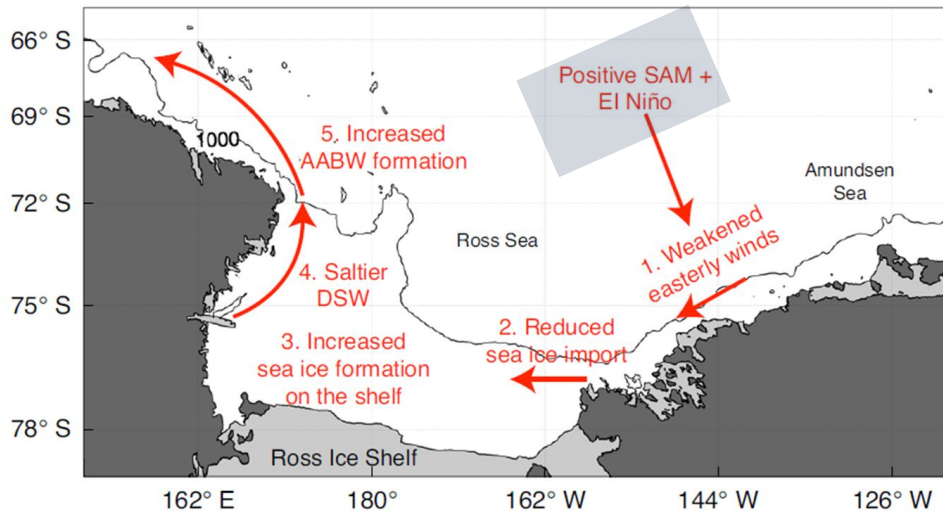 66° S
69° S
72° S
75° S
78° S
Positive SAM +
El Niño
5. Increased
AABW formation
1000
Amundsen
Sea
Ross Sea
1. Weakened
easterly winds
4. Saltier
DSW
2. Reduced
sea ice import
3. Increased
sea ice formation
on the shelf
Ross Ice Shelf
162° E
180°
162° W
144° W
126° W